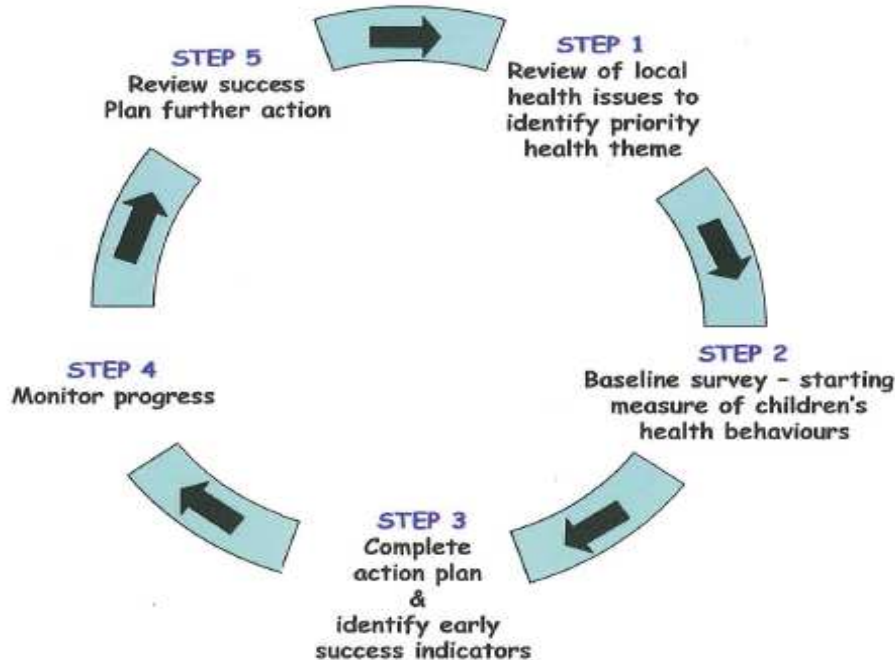 STEP 1
Review of local
health issues to
identify priority
health theme
STEP 2
Baseline survey – starting
measure of children's
health behaviours
STEP 3
Complete
action plan
&
identify early
success indicators
STEP 4
Monitor progress
STEP 5
Review success
Plan further action